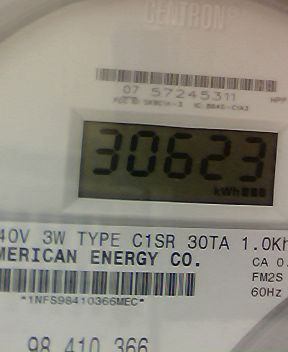 CENTRON®
07 57245311
30623
kWh
40V 3W TYPE C1SR 30TA 1.0Kh
MERICAN ENERGY CO.
CA 0.
FM2S
60Hz
*1NFS98410366MEC*
98 410 366